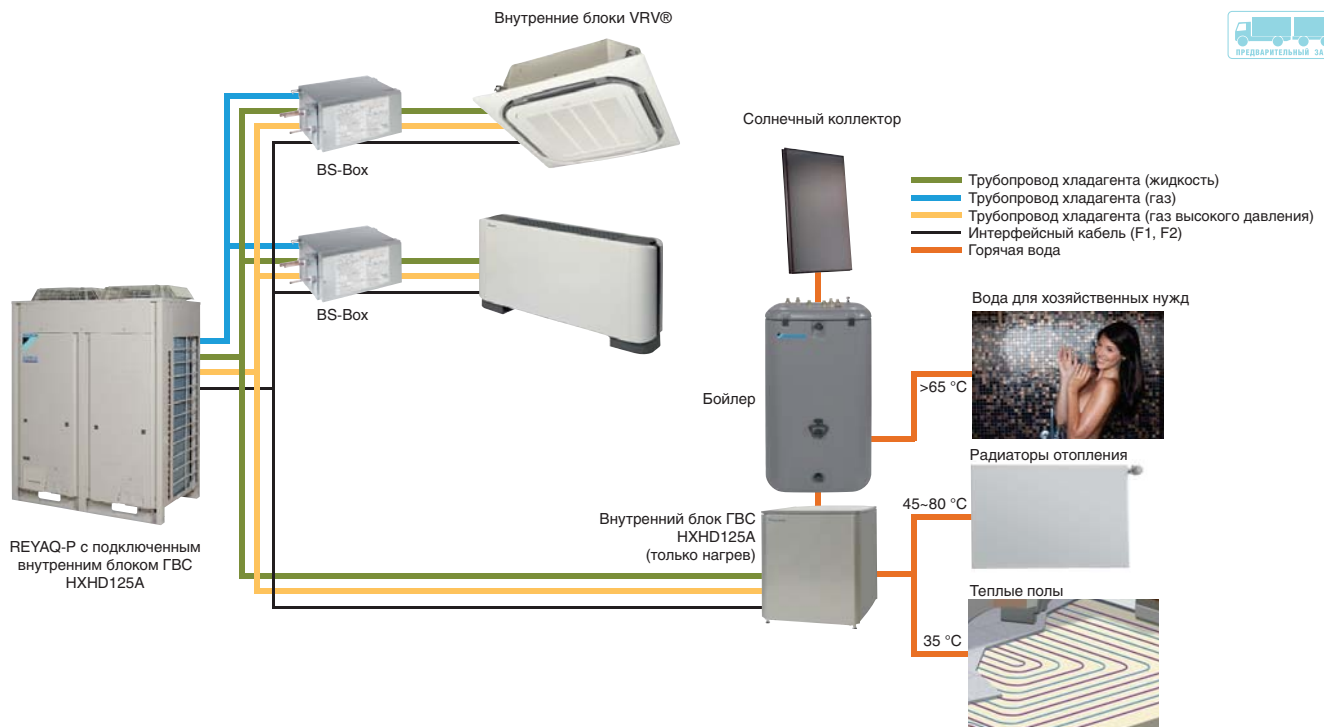 Внутренние блоки VRV®
ПРЕДВАРИТЕЛЬНЫЙ ЗА
BS-Box
Солнечный коллектор
Трубопровод хладагента (жидкость)
Трубопровод хладагента (газ)
Трубопровод хладагента (газ высокого давления)
Интерфейсный кабель (F1, F2)
Горячая вода
BS-Box
Вода для хозяйственных нужд
>65 °C
Бойлер
Радиаторы отопления
45~80 °C
Внутренний блок ГВС
HXHD125A
(только нагрев)
REYAQ-P с подключенным
внутренним блоком ГВС
HXHD125A
Теплые полы
35 °C